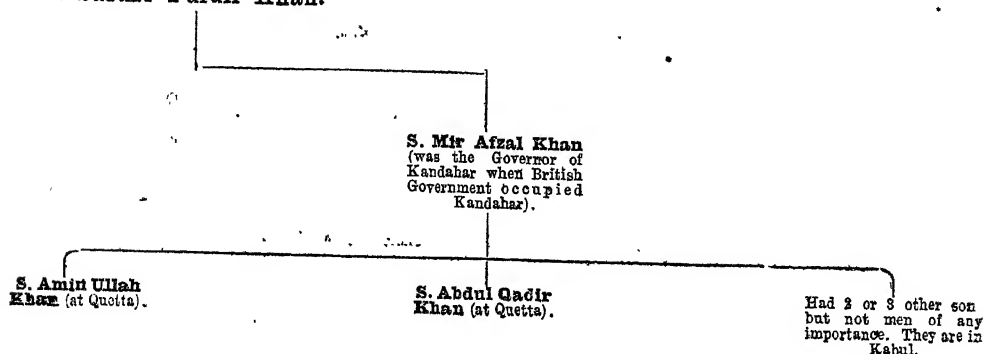 Khan.
S. Mir Afzal Khan
(was the Governor of
Kandahar when British
Government occupied
Kandahar).
S. Amin Ullah
Khan (at Quetta).
S. Abdul Qadir
Khan (at Quetta).
Had 2 or 3 other son
but not men of any
importance. They are in
Kabul.